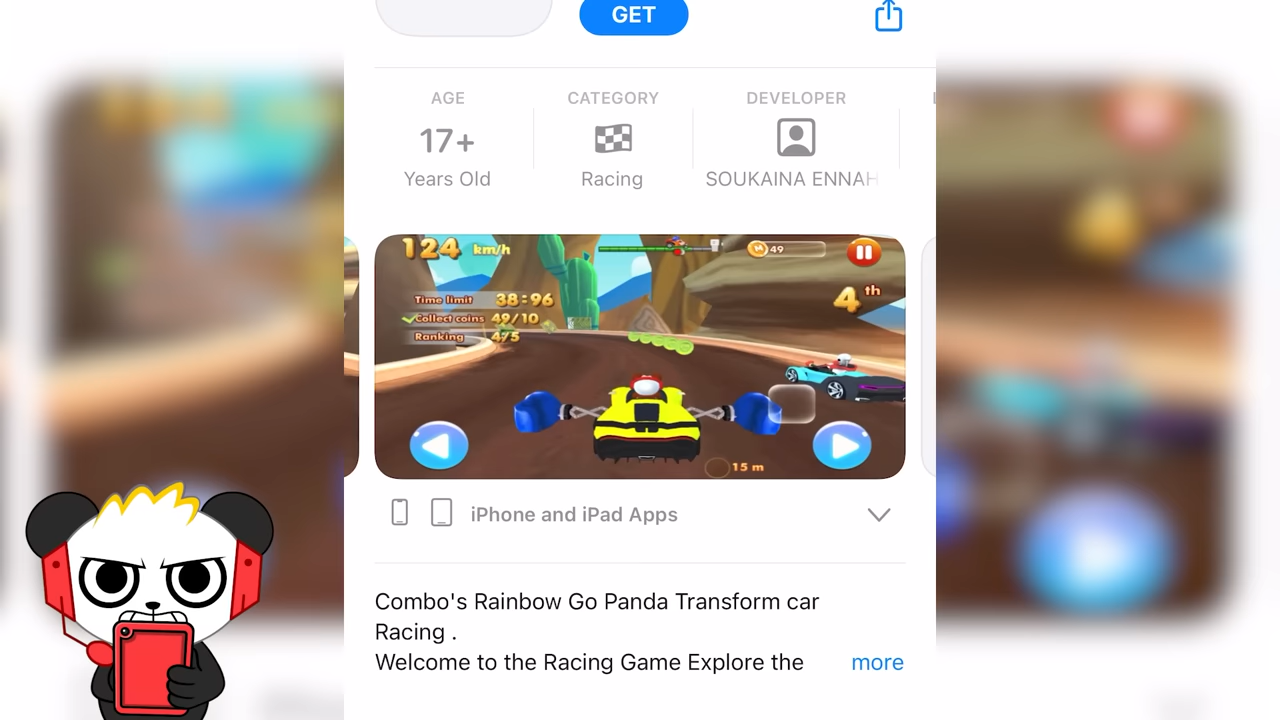 GET
AGE
CATEGORY
DEVELOPER
17+
Years Old
Racing
SOUKAINA ENNAH
124 km/h
49
4th
Time limit 38:96
Collect coins 49/10
Ranking 4/5
15 m
iPhone and iPad Apps
Combo's Rainbow Go Panda Transform car
Racing .
Welcome to the Racing Game Explore the more